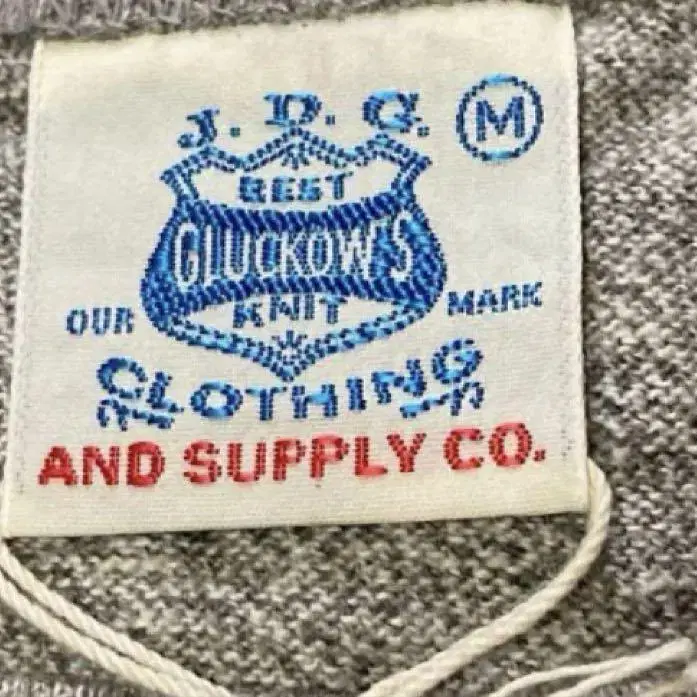 J. D. G. M
BEST
GLUCKOW'S
KNIT
OUR MARK
CLOTHING
AND SUPPLY CO.